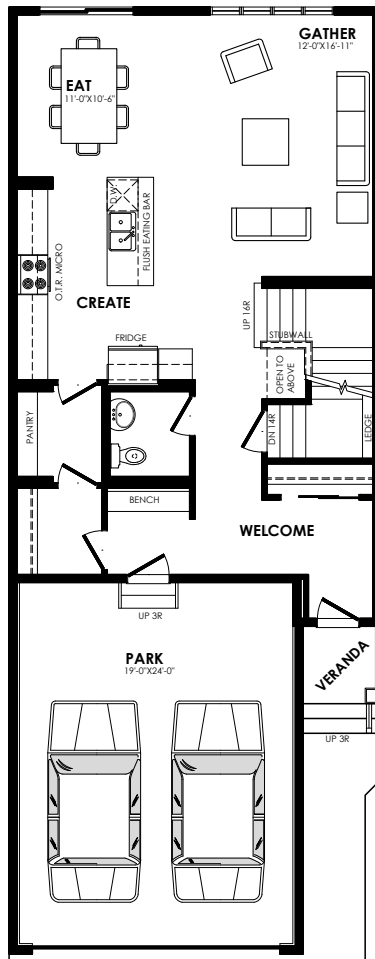 GATHER
12'-0"X16'-11"
EAT
11'-0"X10'-6"
D.W.
FLUSH EATING BAR
O.T.R. MICRO
CREATE
UP 16R
STUBWALL
FRIDGE
OPEN TO
ABOVE
PANTRY
DN 14R
LEDGE
BENCH
WELCOME
UP 3R
PARK
19'-0"X24'-0"
VERANDA
UP 3R